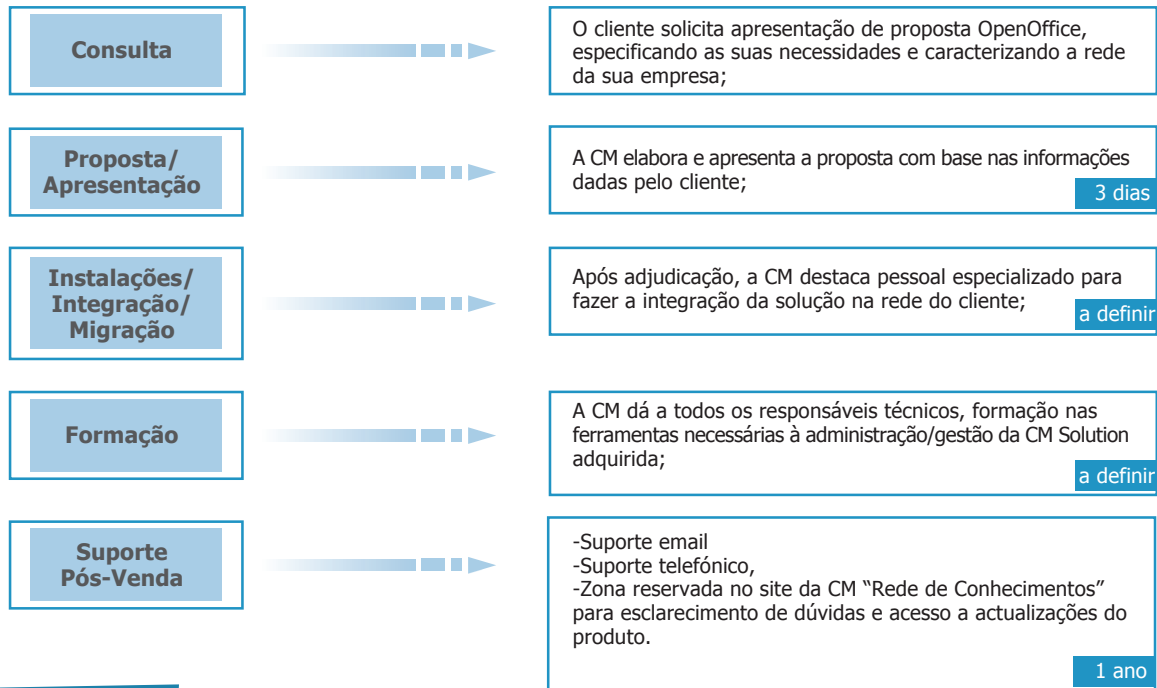 Consulta
O cliente solicita apresentação de proposta OpenOffice,
especificando as suas necessidades e caracterizando a rede
da sua empresa;
Proposta/
Apresentação
A CM elabora e apresenta a proposta com base nas informações
dadas pelo cliente;
3 dias
Instalações/
Integração/
Migração
Após adjudicação, a CM destaca pessoal especializado para
fazer a integração da solução na rede do cliente;
a definir
Formação
A CM dá a todos os responsáveis técnicos, formação nas
ferramentas necessárias à administração/gestão da CM Solution
adquirida;
a definir
Suporte
Pós-Venda
-Suporte email
-Suporte telefónico,
-Zona reservada no site da CM “Rede de Conhecimentos”
para esclarecimento de dúvidas e acesso a actualizações do
produto.
1 ano